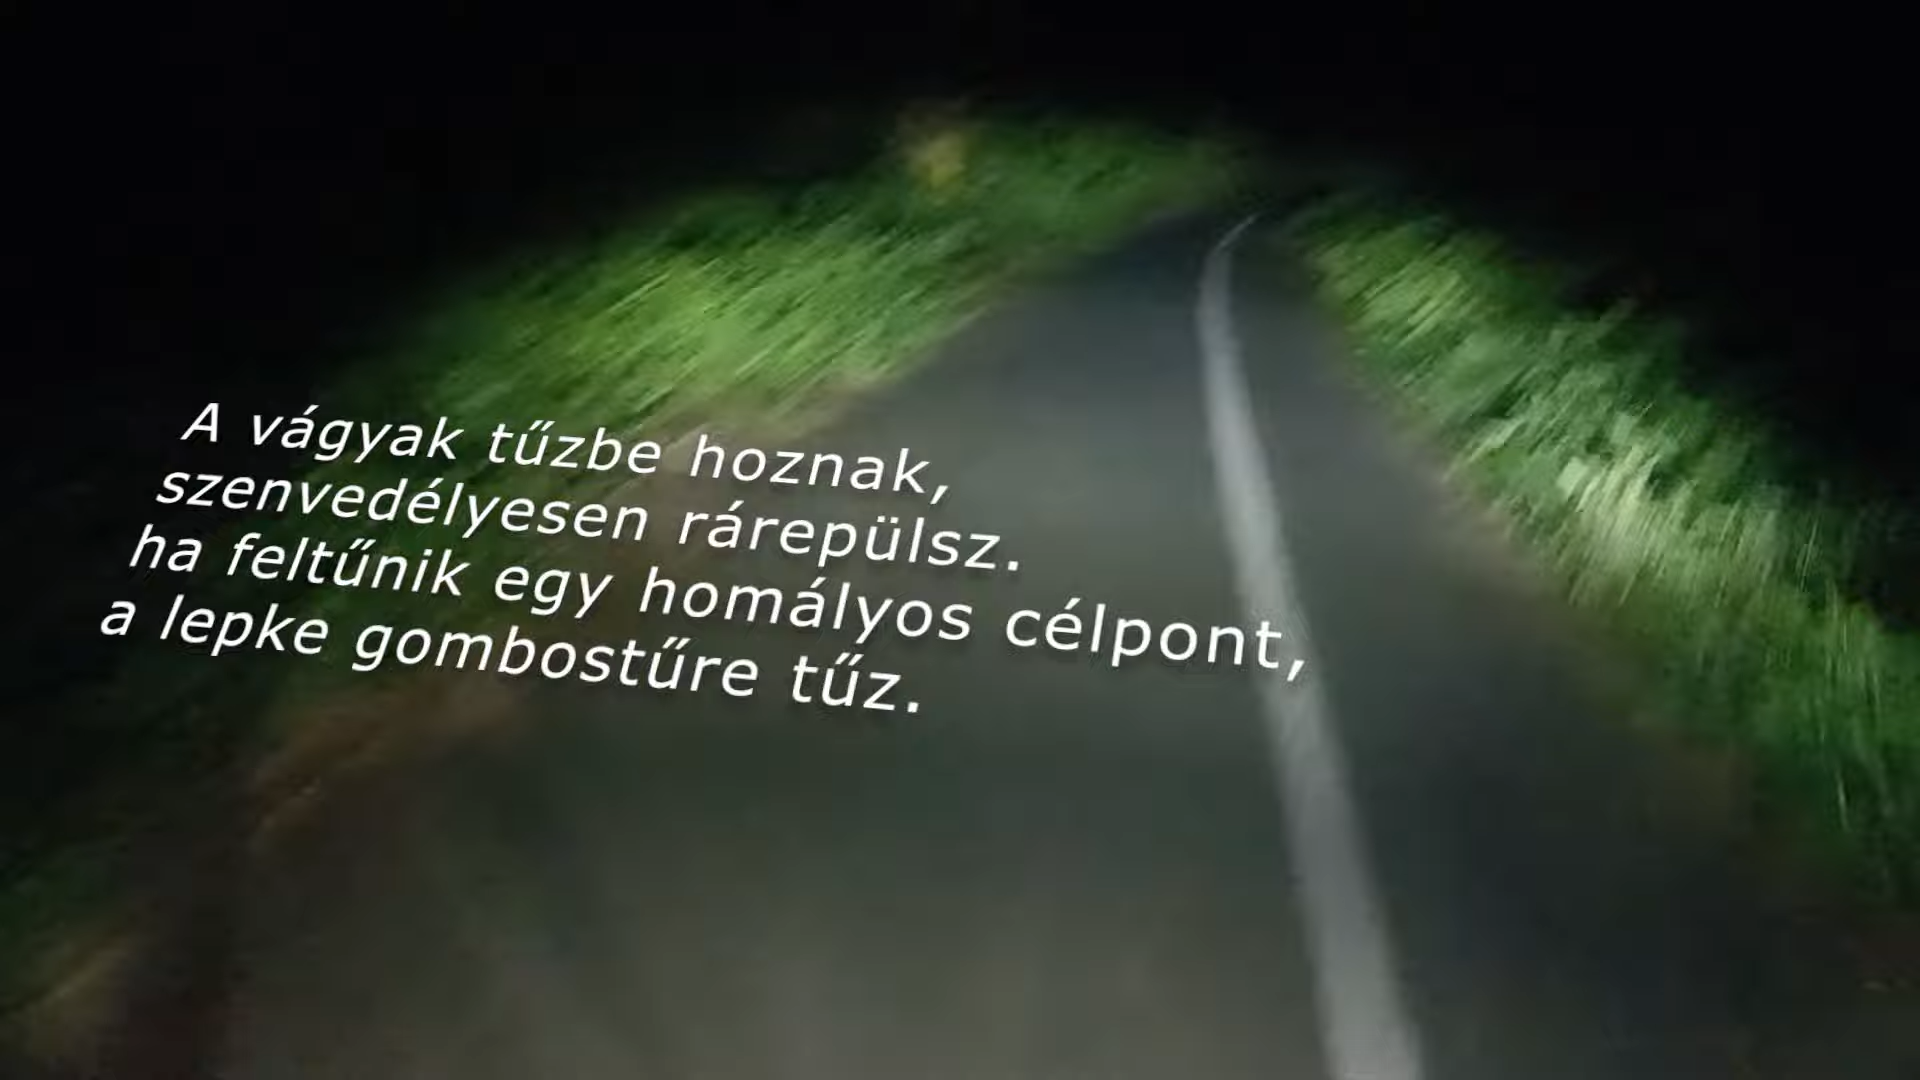 A vágyak tűzbe hoznak,
szenvedélyesen rárepülsz.
ha feltűnik egy homályos célpont,
a lepke gombostűre tűz.